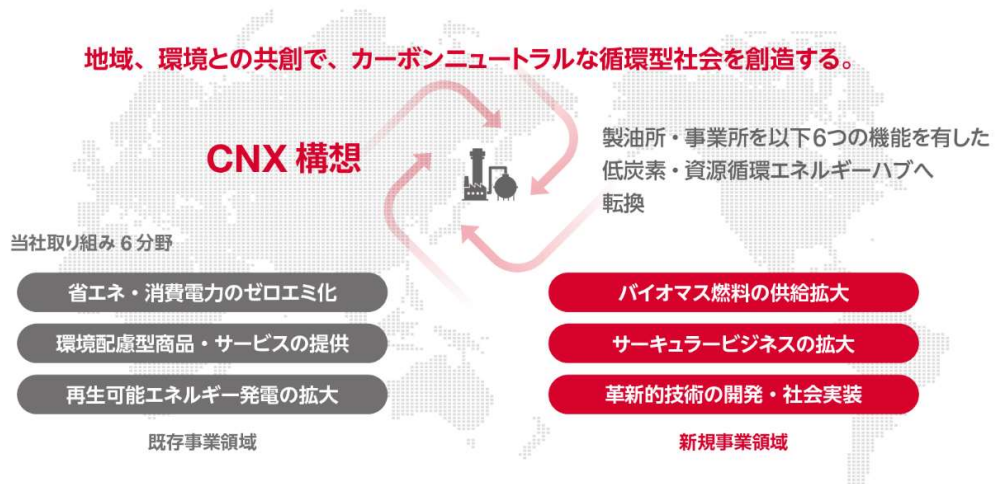 地域、環境との共創で、カーボンニュートラルな循環型社会を創造する。
CNX 構想
製油所・事業所を以下6つの機能を有した
低炭素・資源循環エネルギーハブへ
転換
当社取り組み 6 分野
省エネ・消費電力のゼロエミ化
環境配慮型商品・サービスの提供
再生可能エネルギー発電の拡大
既存事業領域
バイオマス燃料の供給拡大
サーキュラービジネスの拡大
革新的技術の開発・社会実装
新規事業領域